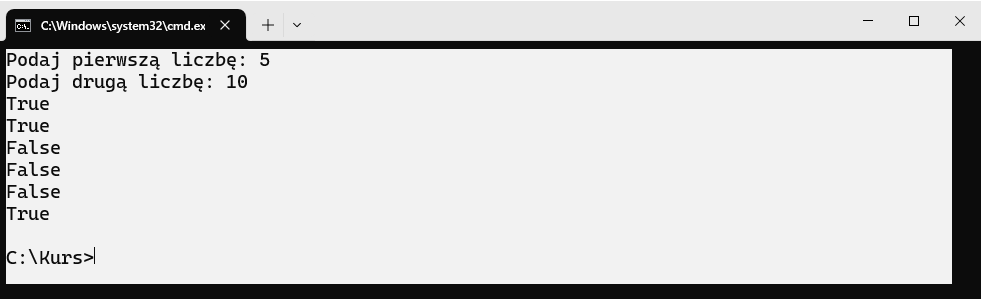 C:\Windows\system32\cmd.ex
Podaj pierwszą liczbę: 5
Podaj drugą liczbę: 10
True
True
False
False
False
True
C:\Kurs>